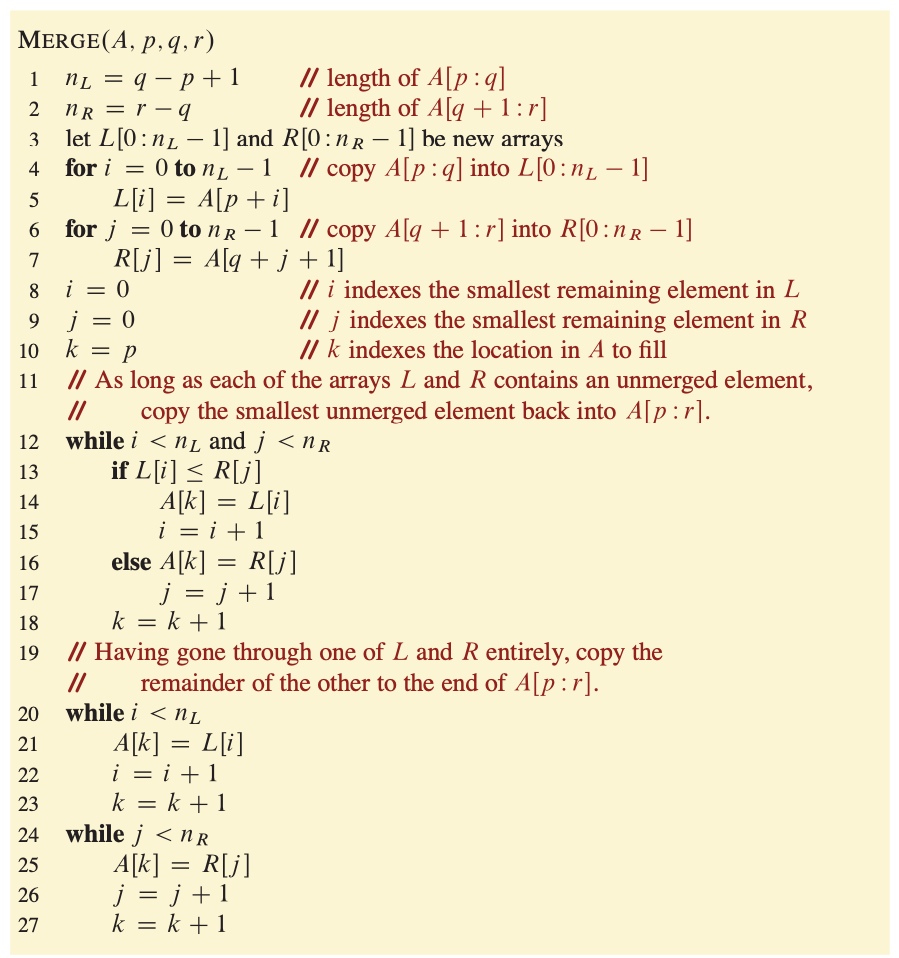 MERGE(A, p, q, r)
1 n_L = q − p + 1 // length of A[p : q]
2 n_R = r − q // length of A[q + 1 : r]
3 let L[0 : n_L − 1] and R[0 : n_R − 1] be new arrays
4 for i = 0 to n_L − 1 // copy A[p : q] into L[0 : n_L − 1]
5 L[i] = A[p + i]
6 for j = 0 to n_R − 1 // copy A[q + 1 : r] into R[0 : n_R − 1]
7 R[j] = A[q + j + 1]
8 i = 0 // i indexes the smallest remaining element in L
9 j = 0 // j indexes the smallest remaining element in R
10 k = p // k indexes the location in A to fill
11 // As long as each of the arrays L and R contains an unmerged element,
// copy the smallest unmerged element back into A[p : r].
12 while i < n_L and j < n_R
13 if L[i] ≤ R[j]
14 A[k] = L[i]
15 i = i + 1
16 else A[k] = R[j]
17 j = j + 1
18 k = k + 1
19 // Having gone through one of L and R entirely, copy the
// remainder of the other to the end of A[p : r].
20 while i < n_L
21 A[k] = L[i]
22 i = i + 1
23 k = k + 1
24 while j < n_R
25 A[k] = R[j]
26 j = j + 1
27 k = k + 1